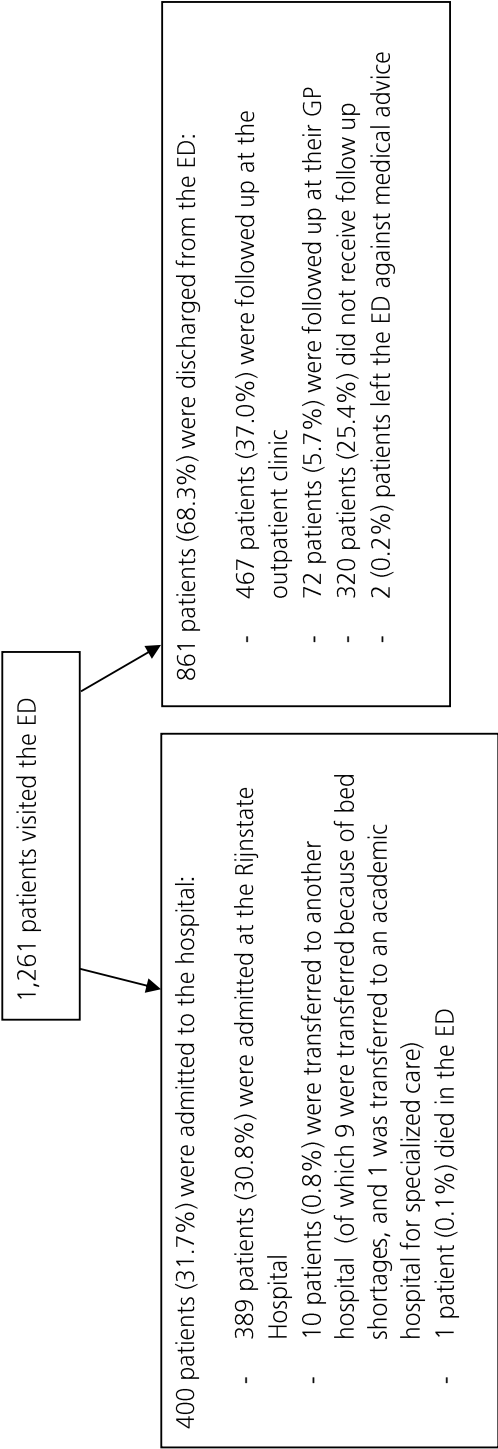 1,261 patients visited the ED
400 patients (31.7%) were admitted to the hospital:
- 389 patients (30.8%) were admitted at the Rijnstate
Hospital
- 10 patients (0.8%) were transferred to another
hospital (of which 9 were transferred because of bed
shortages, and 1 was transferred to an academic
hospital for specialized care)
- 1 patient (0.1%) died in the ED
861 patients (68.3%) were discharged from the ED:
- 467 patients (37.0%) were followed up at the
outpatient clinic
- 72 patients (5.7%) were followed up at their GP
- 320 patients (25.4%) did not receive follow up
- 2 (0.2%) patients left the ED against medical advice